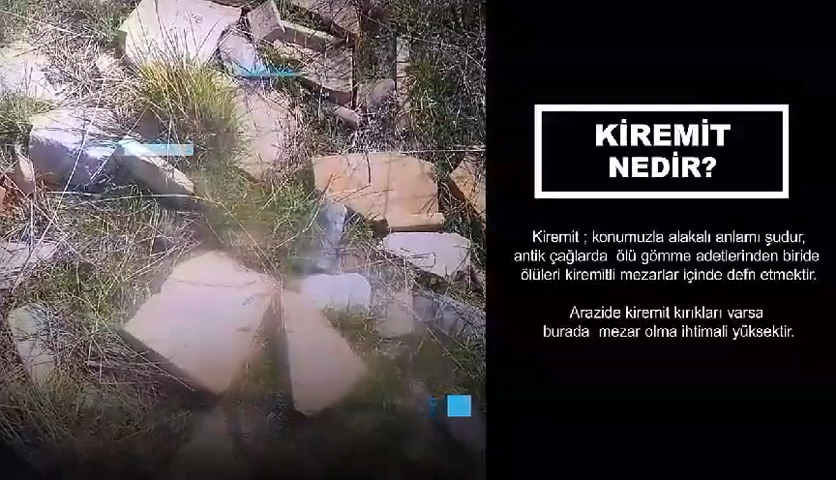 KİREMİT
NEDİR?
Kiremit ; konumuzla alakalı anlamı şudur,
antik çağlarda ölü gömme adetlerinden biride
ölüleri kiremitli mezarlar içinde defn etmektir.
Arazide kiremit kırıkları varsa
burada mezar olma ihtimali yüksektir.